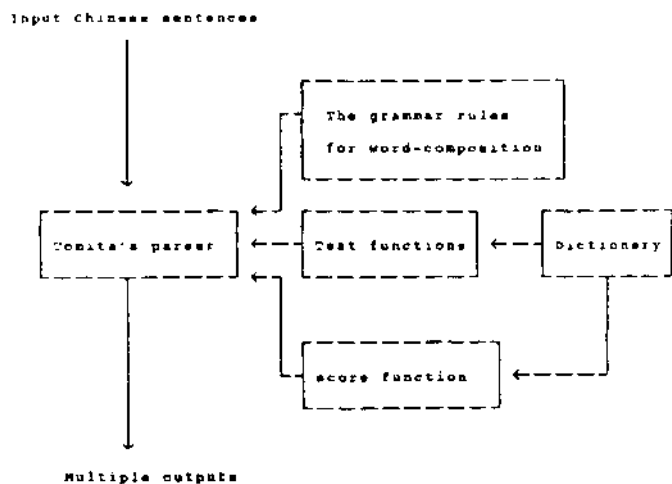 Input Chinese sentences
The grammar rules
for word-composition
Tomita's parser
Test functions
Dictionary
score function
Multiple outputs